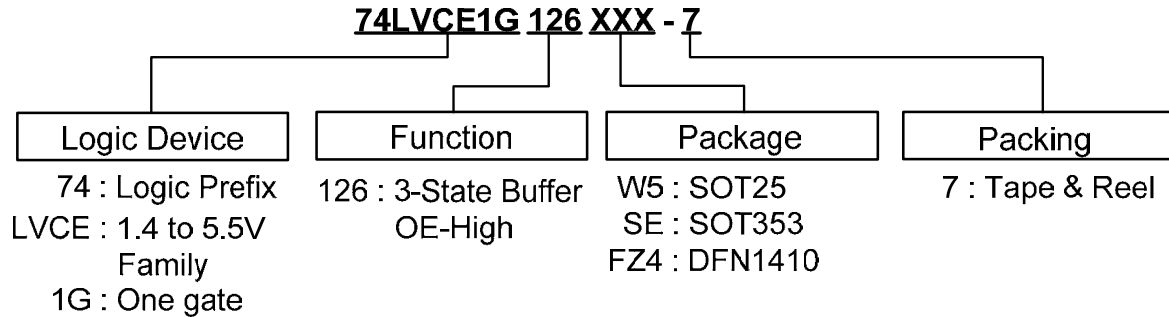 74LVCE1G 126 XXX - 7
Logic Device
Function
Package
Packing
74 : Logic Prefix
LVCE : 1.4 to 5.5V
Family
1G : One gate
126 : 3-State Buffer
OE-High
W5 : SOT25
SE : SOT353
FZ4 : DFN1410
7 : Tape & Reel